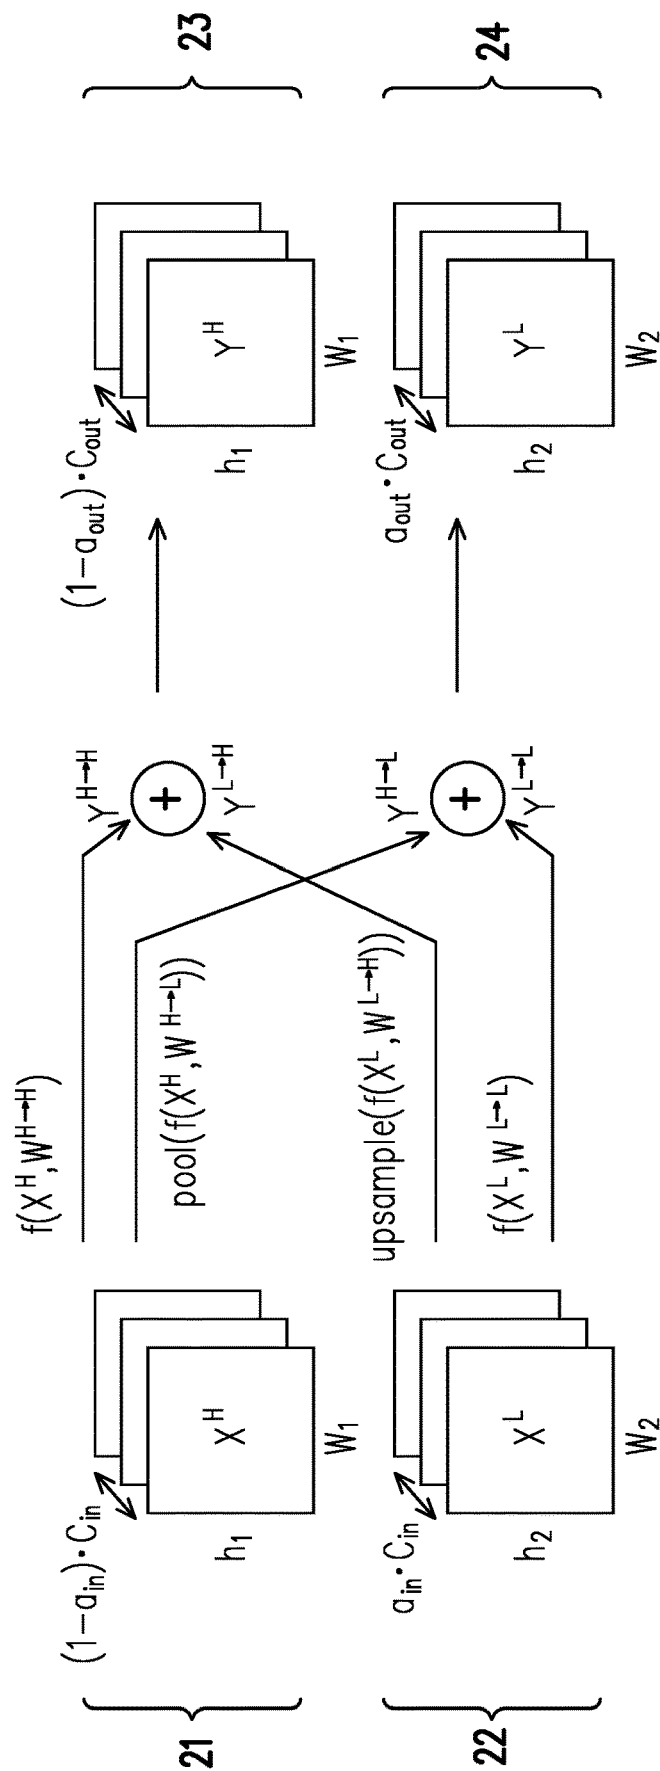 21
(1-a_in)·C_in
X^H
h_1
W_1
f(X^H,W^{H→H})
pool(f(X^H,W^{H→L}))
Y^{H→H}
+
Y^{L→H}
(1-a_out)·C_out
Y^H
h_1
W_1
23
22
a_in·C_in
X^L
h_2
W_2
upsample(f(X^L,W^{L→H}))
f(X^L,W^{L→L})
Y^{H→L}
+
Y^{L→L}
a_out·C_out
Y^L
h_2
W_2
24